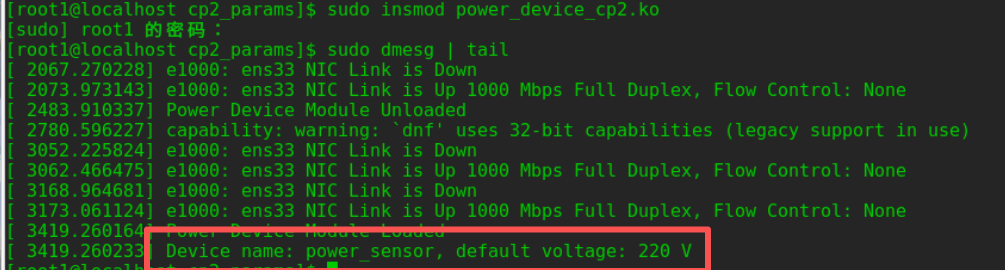 [root1@localhost cp2_params]$ sudo insmod power_device_cp2.ko
[sudo] root1 的密码：
[root1@localhost cp2_params]$ sudo dmesg | tail
[ 2067.270228] e1000: ens33 NIC Link is Down
[ 2073.973143] e1000: ens33 NIC Link is Up 1000 Mbps Full Duplex, Flow Control: None
[ 2483.910337] Power Device Module Unloaded
[ 2780.596227] capability: warning: `dnf' uses 32-bit capabilities (legacy support in use)
[ 3052.225824] e1000: ens33 NIC Link is Down
[ 3062.466475] e1000: ens33 NIC Link is Up 1000 Mbps Full Duplex, Flow Control: None
[ 3168.964681] e1000: ens33 NIC Link is Down
[ 3173.061124] e1000: ens33 NIC Link is Up 1000 Mbps Full Duplex, Flow Control: None
[ 3419.260164] Power Device Module Loaded
[ 3419.260233] Device name: power_sensor, default voltage: 220 V
[root1@localhost cp2_params]$